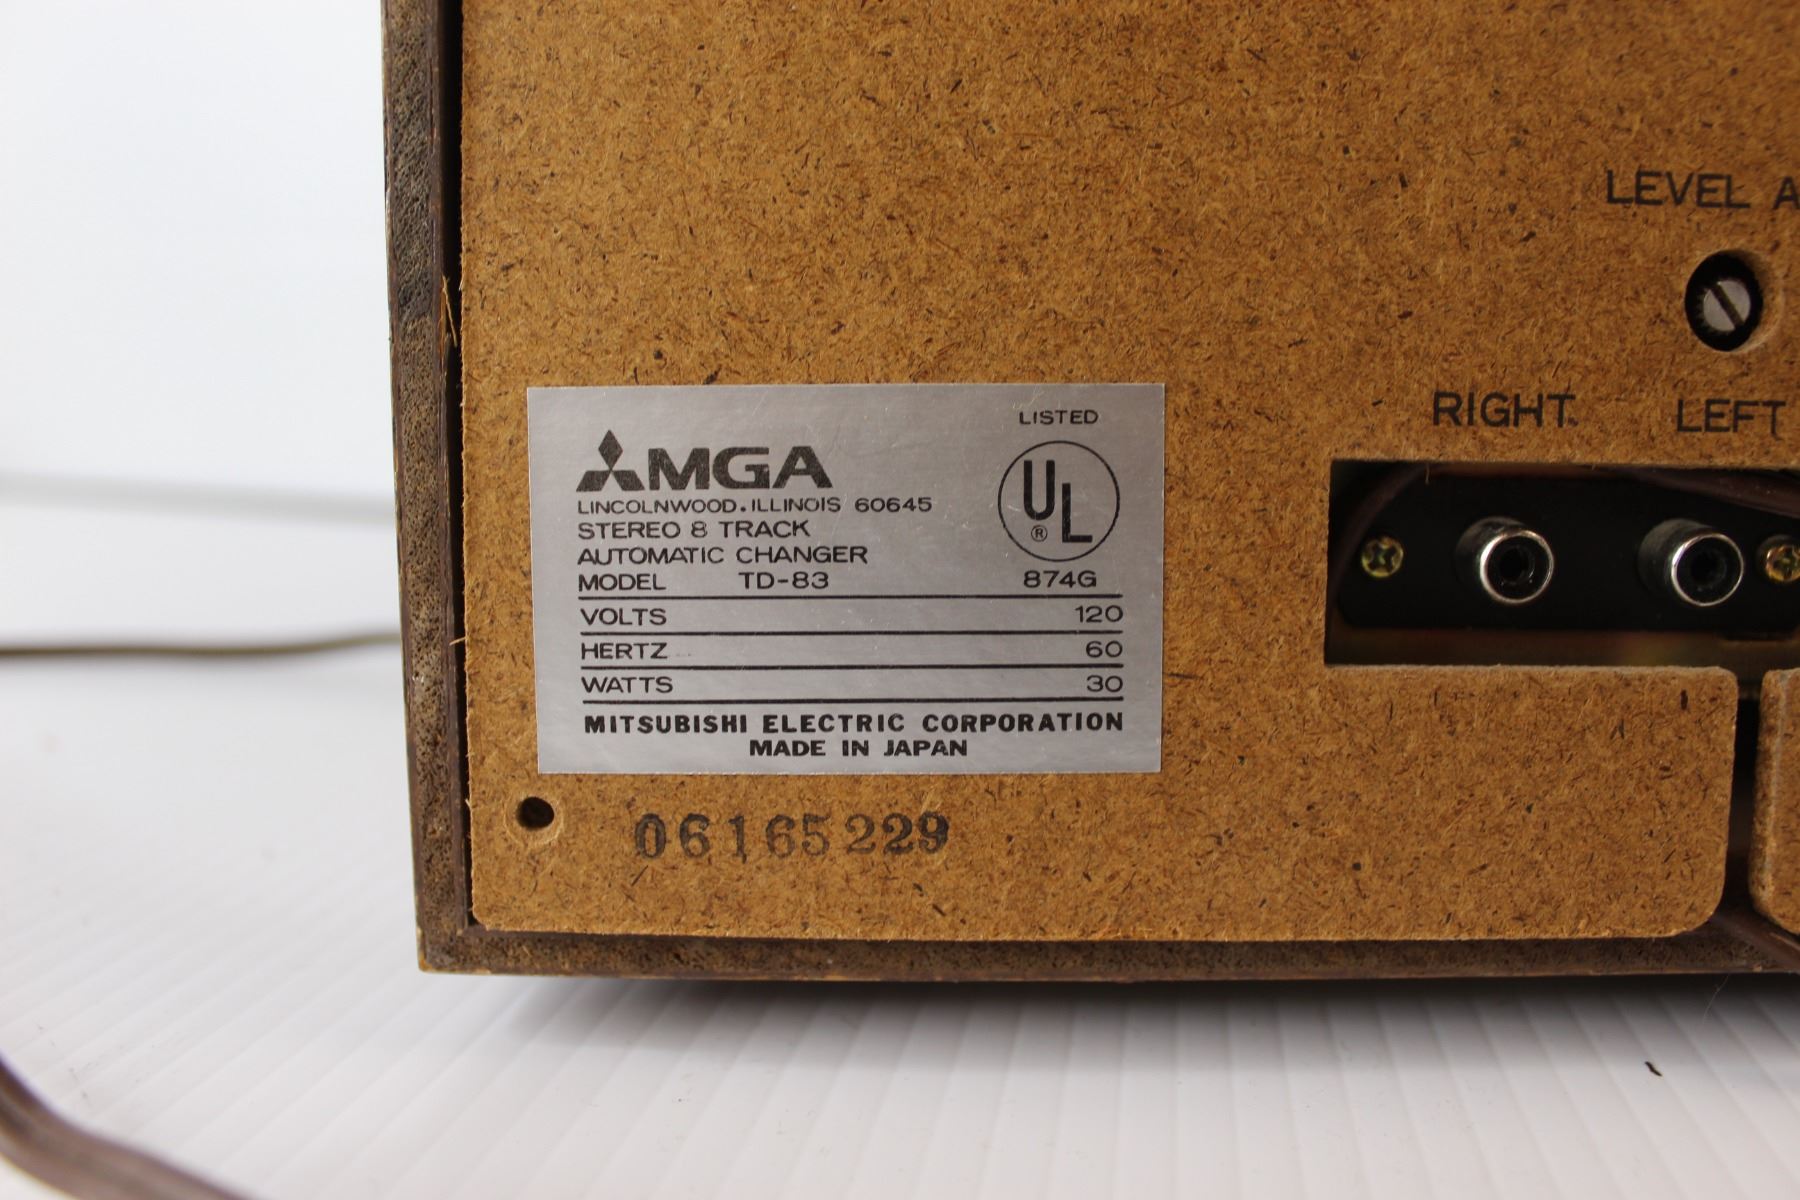 LEVEL A
RIGHT LEFT
LISTED
MGA
UL
®
LINCOLNWOOD. ILLINOIS 60645
STEREO 8 TRACK
AUTOMATIC CHANGER
MODEL TD-83 874G
VOLTS 120
HERTZ 60
WATTS 30
MITSUBISHI ELECTRIC CORPORATION
MADE IN JAPAN
06165229